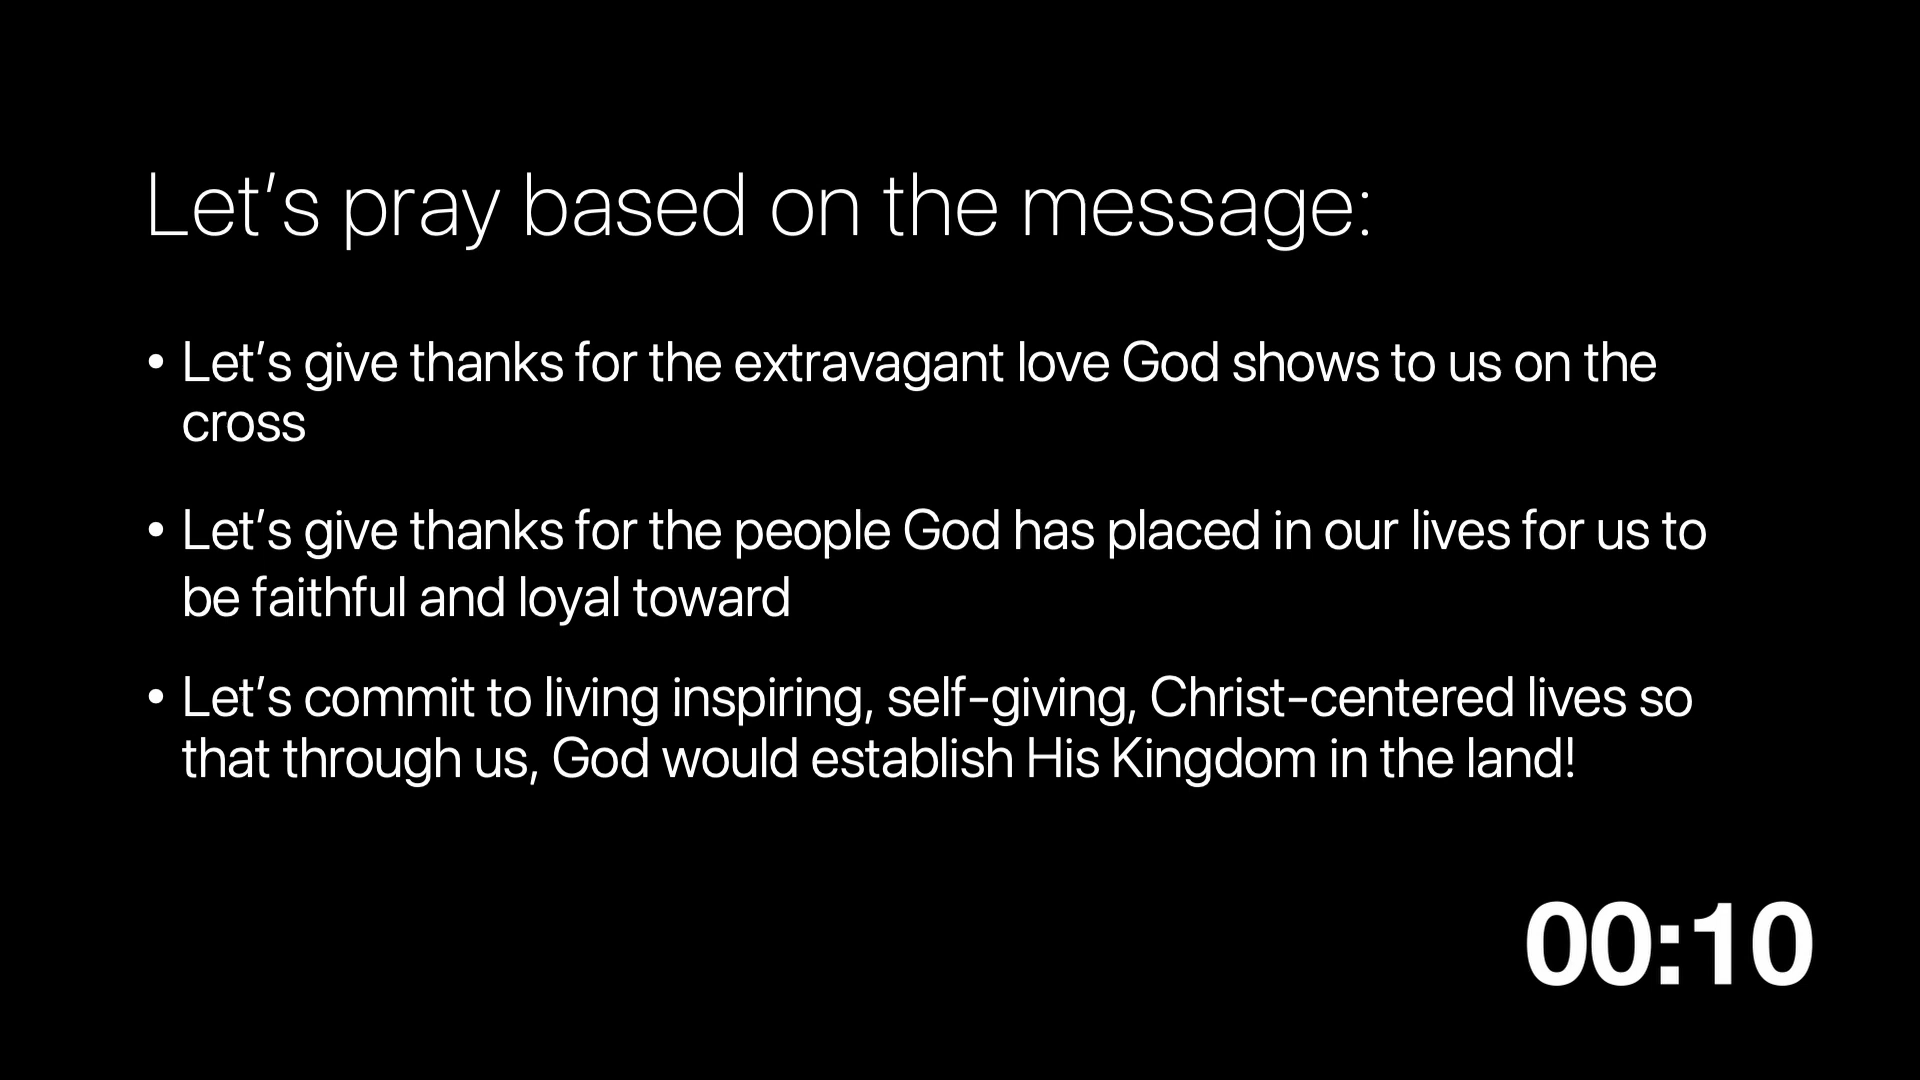 Let’s pray based on the message:
• Let’s give thanks for the extravagant love God shows to us on the
cross
• Let’s give thanks for the people God has placed in our lives for us to
be faithful and loyal toward
• Let’s commit to living inspiring, self-giving, Christ-centered lives so
that through us, God would establish His Kingdom in the land!
00:10